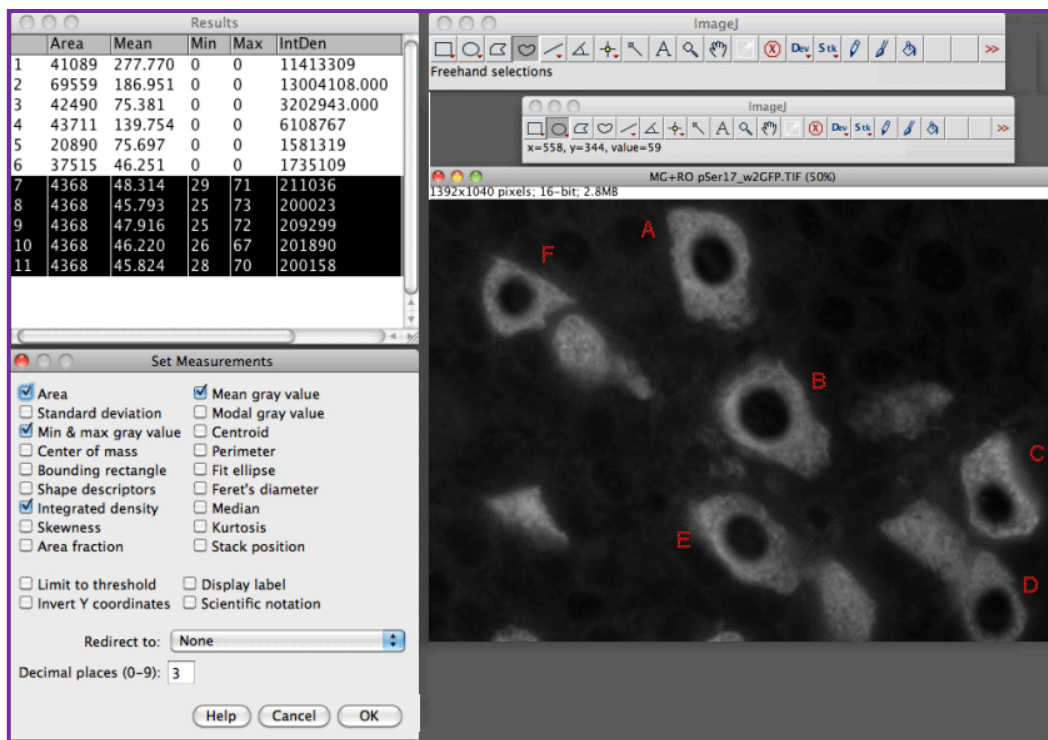 Results
Area Mean Min Max IntDen
1 41089 277.770 0 0 11413309
2 69559 186.951 0 0 13004108.000
3 42490 75.381 0 0 3202943.000
4 43711 139.754 0 0 6108767
5 20890 75.697 0 0 1581319
6 37515 46.251 0 0 1735109
7 4368 48.314 29 71 211036
8 4368 45.793 25 73 200023
9 4368 47.916 25 72 209299
10 4368 46.220 26 67 201890
11 4368 45.824 28 70 200158
Set Measurements
Area Mean gray value
Standard deviation Modal gray value
Min & max gray value Centroid
Center of mass Perimeter
Bounding rectangle Fit ellipse
Shape descriptors Feret's diameter
Integrated density Median
Skewness Kurtosis
Area fraction Stack position
Limit to threshold Display label
Invert Y coordinates Scientific notation
Redirect to: None
Decimal places (0-9): 3
Help Cancel OK
ImageJ
A Dev Stk >>
Freehand selections
ImageJ
A Dev Stk >>
x=558, y=344, value=59
MG+RO pSer17_w2GFP.TIF (50%)
1392x1040 pixels; 16-bit; 2.8MB
A
F
B
C
E
D